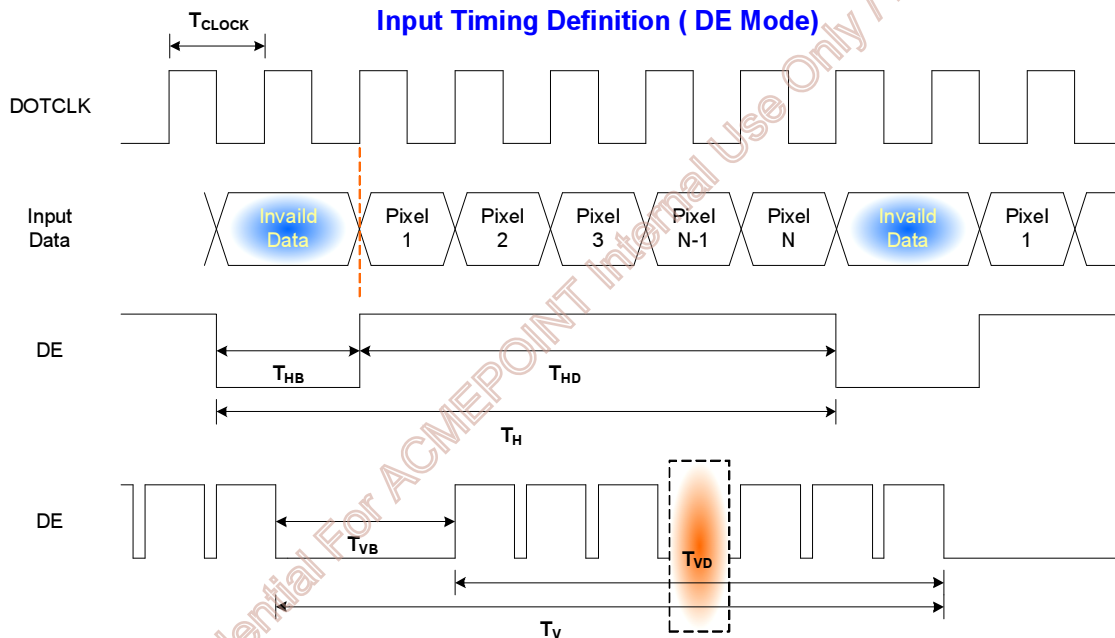 Input Timing Definition ( DE Mode)
TCLOCK
DOTCLK
Input
Data
Invaild
Data
Pixel
1
Pixel
2
Pixel
3
Pixel
N-1
Pixel
N
Invaild
Data
Pixel
1
DE
THB
THD
TH
DE
TVB
TVD
TV
dential For ACMEPOINT Internal Use Only /